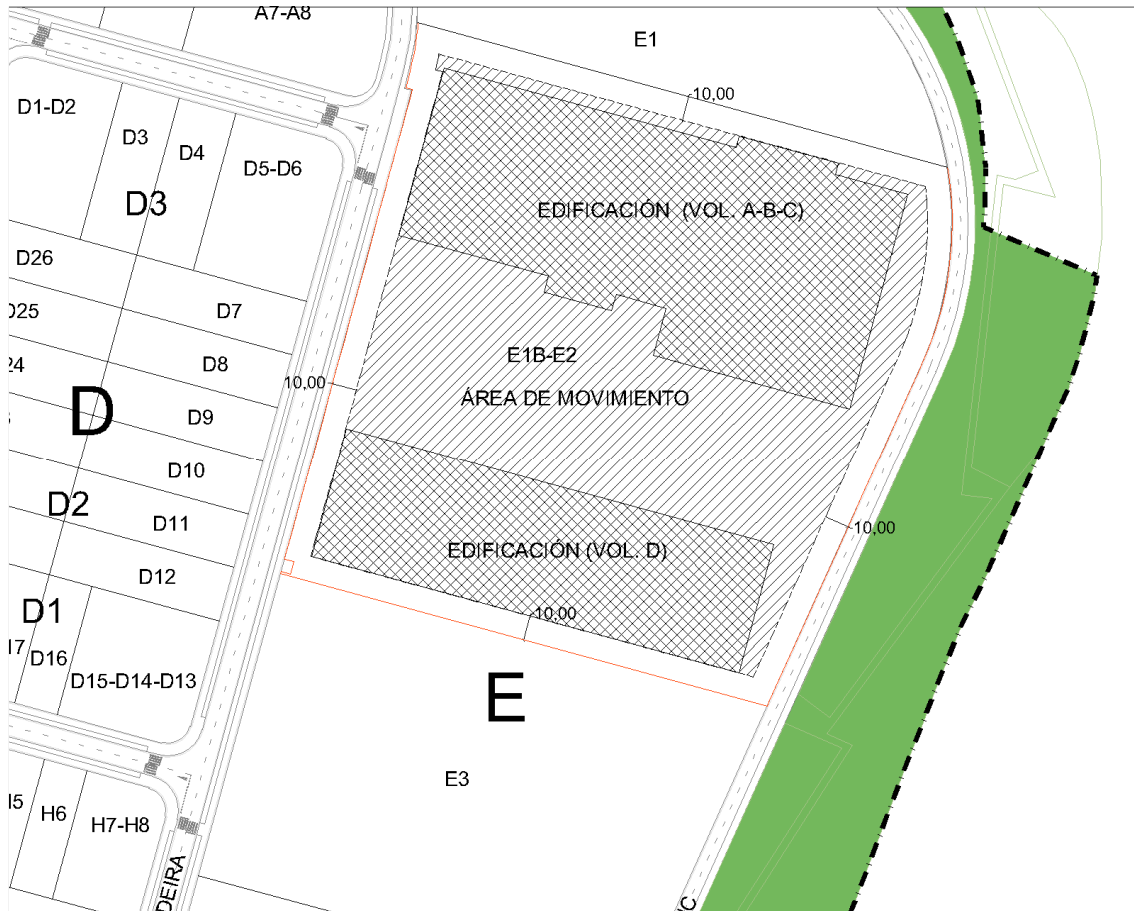 A7-A8
E1
10,00
D1-D2
D3
D4
D5-D6
D3
EDIFICACIÓN (VOL. A-B-C)
D26
D7
D25
E1B-E2
D8
24
10,00
ÁREA DE MOVIMIENTO
D
D9
D10
D2
D11
10,00
EDIFICACIÓN (VOL. D)
D12
D1
10,00
17
D16
D15-D14-D13
E
E3
H6
H7-H8
DEIRA